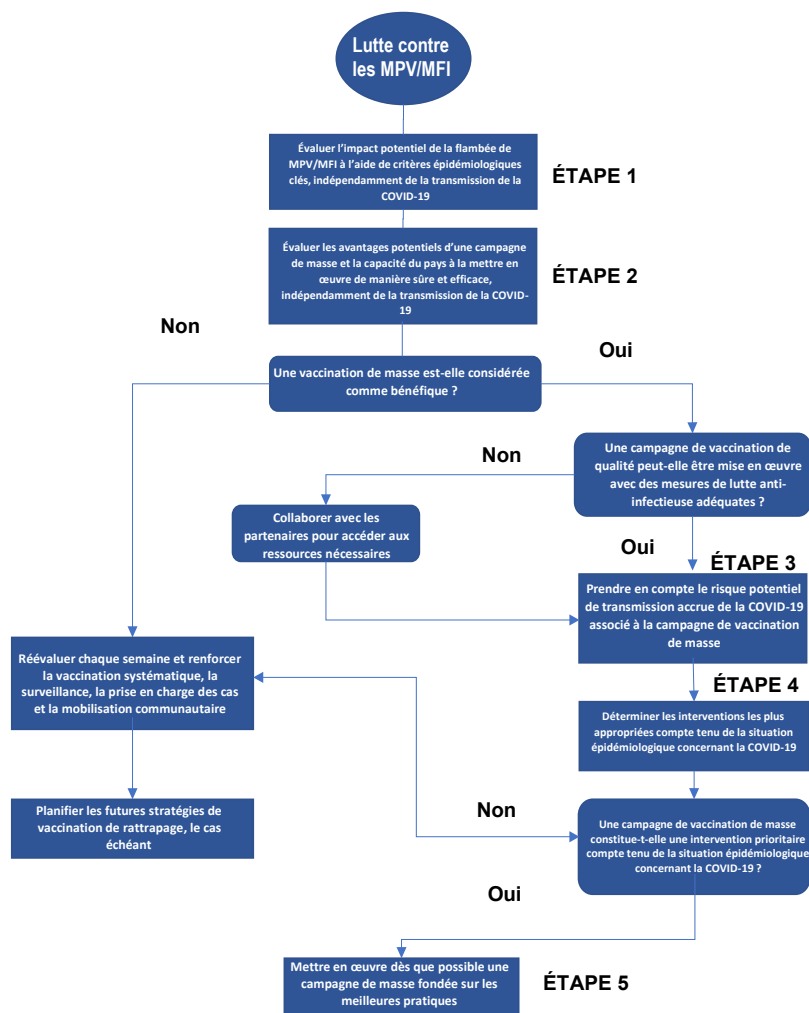 Lutte contre
les MPV/MFI
Évaluer l'impact potentiel de la flambée de
MPV/MFI à l'aide de critères épidémiologiques
clés, indépendamment de la transmission de la
COVID-19
ÉTAPE 1
Évaluer les avantages potentiels d'une campagne
de masse et la capacité du pays à la mettre en
œuvre de manière sûre et efficace,
indépendamment de la transmission de la COVID-
19
ÉTAPE 2
Non
Oui
Une vaccination de masse est-elle considérée
comme bénéfique ?
Une campagne de vaccination de
qualité peut-elle être mise en œuvre
avec des mesures de lutte anti-
infectieuse adéquates ?
Non
Collaborer avec les
partenaires pour accéder aux
ressources nécessaires
Oui
ÉTAPE 3
Prendre en compte le risque potentiel
de transmission accrue de la COVID-19
associé à la campagne de vaccination
de masse
Réévaluer chaque semaine et renforcer
la vaccination systématique, la
surveillance, la prise en charge des cas
et la mobilisation communautaire
ÉTAPE 4
Déterminer les interventions les plus
appropriées compte tenu de la situation
épidémiologique concernant la COVID-19
Planifier les futures stratégies de
vaccination de rattrapage, le cas
échéant
Non
Une campagne de vaccination de masse
constitue-t-elle une intervention prioritaire
compte tenu de la situation épidémiologique
concernant la COVID-19 ?
Oui
Mettre en œuvre dès que possible une
campagne de masse fondée sur les
meilleures pratiques
ÉTAPE 5